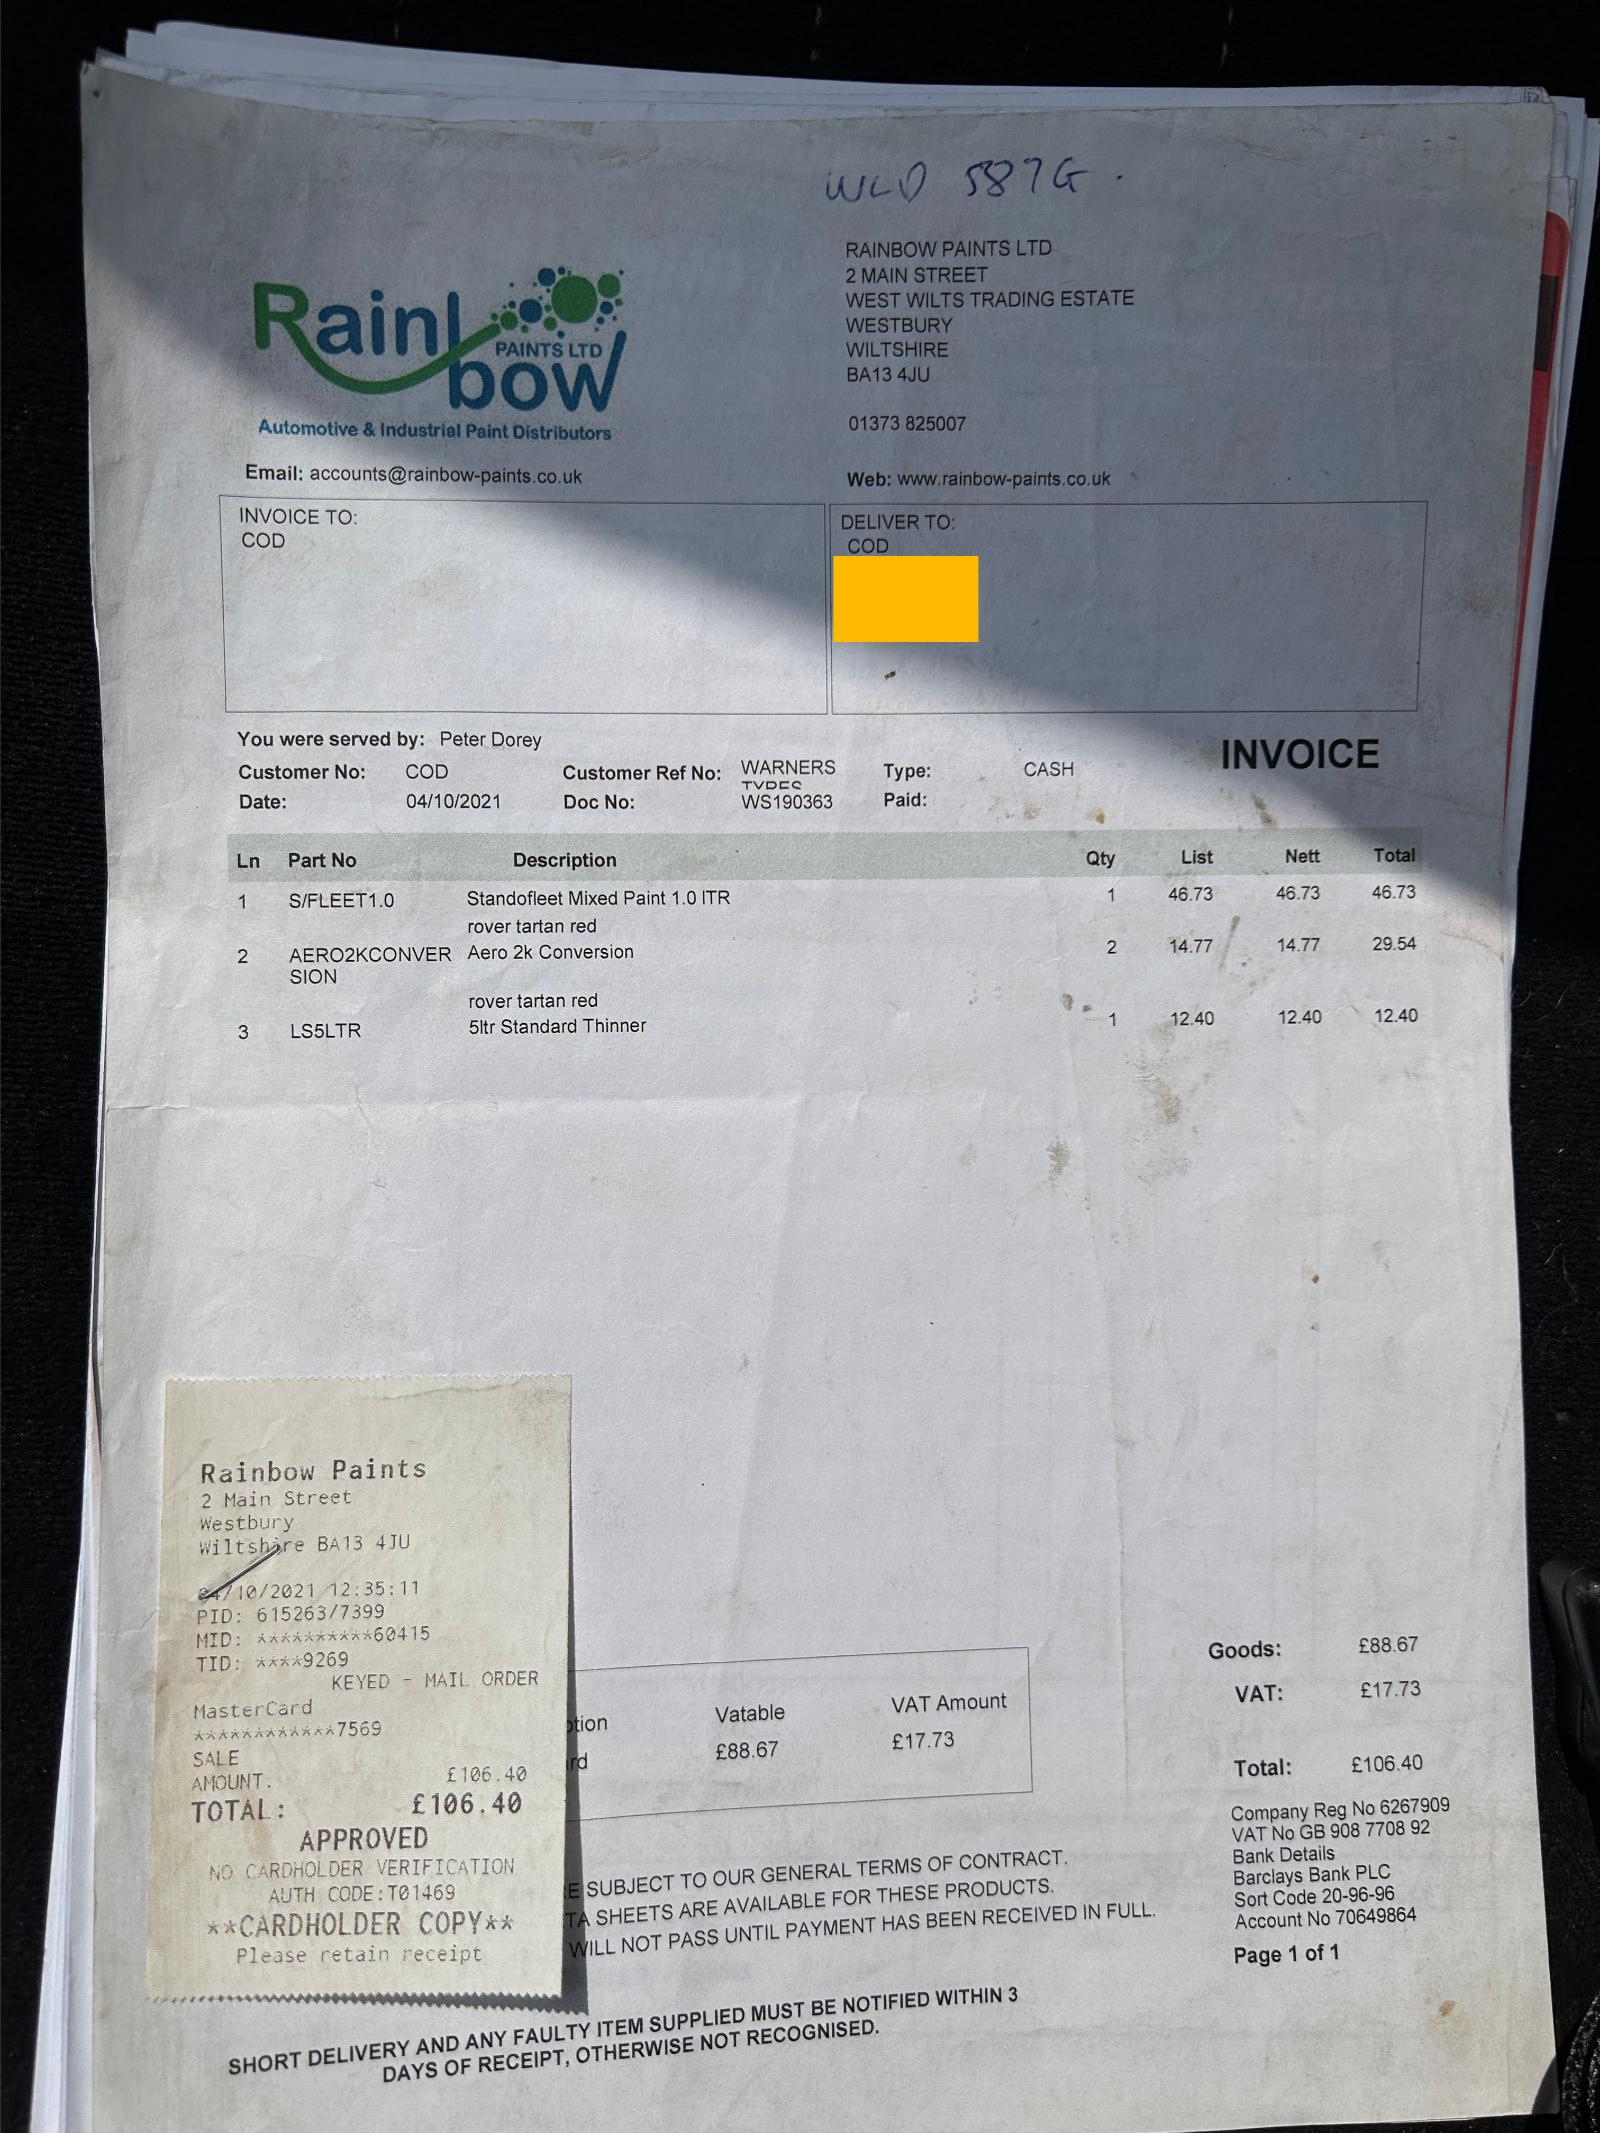 WLD 587G.
Rainbow
PAINTS LTD
Automotive & Industrial Paint Distributors
RAINBOW PAINTS LTD
2 MAIN STREET
WEST WILTS TRADING ESTATE
WESTBURY
WILTSHIRE
BA13 4JU
01373 825007
Email: accounts@rainbow-paints.co.uk
Web: www.rainbow-paints.co.uk
INVOICE TO:
COD
DELIVER TO:
COD
You were served by: Peter Dorey
INVOICE
Customer No: COD Customer Ref No: WARNERS Type: CASH
Date: 04/10/2021 Doc No: WS190363 Paid:
Ln Part No Description Qty List Nett Total
1 S/FLEET1.0 Standofleet Mixed Paint 1.0 lTR 1 46.73 46.73 46.73
rover tartan red
2 AERO2KCONVER Aero 2k Conversion 2 14.77 14.77 29.54
SION
rover tartan red
3 LS5LTR 5ltr Standard Thinner 1 12.40 12.40 12.40
Rainbow Paints
2 Main Street
Westbury
Wiltshire BA13 4JU
04/10/2021 12:35:11
PID: 615263/7399
MID: **********60415
TID: ****9269
KEYED - MAIL ORDER
MasterCard
************7569
SALE
AMOUNT. £106.40
TOTAL: £106.40
APPROVED
NO CARDHOLDER VERIFICATION
AUTH CODE:T01469
**CARDHOLDER COPY**
Please retain receipt
ption Vatable VAT Amount
rd £88.67 £17.73
Goods: £88.67
VAT: £17.73
Total: £106.40
Company Reg No 6267909
VAT No GB 908 7708 92
Bank Details
Barclays Bank PLC
Sort Code 20-96-96
Account No 70649864
Page 1 of 1
E SUBJECT TO OUR GENERAL TERMS OF CONTRACT.
TA SHEETS ARE AVAILABLE FOR THESE PRODUCTS.
WILL NOT PASS UNTIL PAYMENT HAS BEEN RECEIVED IN FULL.
SHORT DELIVERY AND ANY FAULTY ITEM SUPPLIED MUST BE NOTIFIED WITHIN 3
DAYS OF RECEIPT, OTHERWISE NOT RECOGNISED.